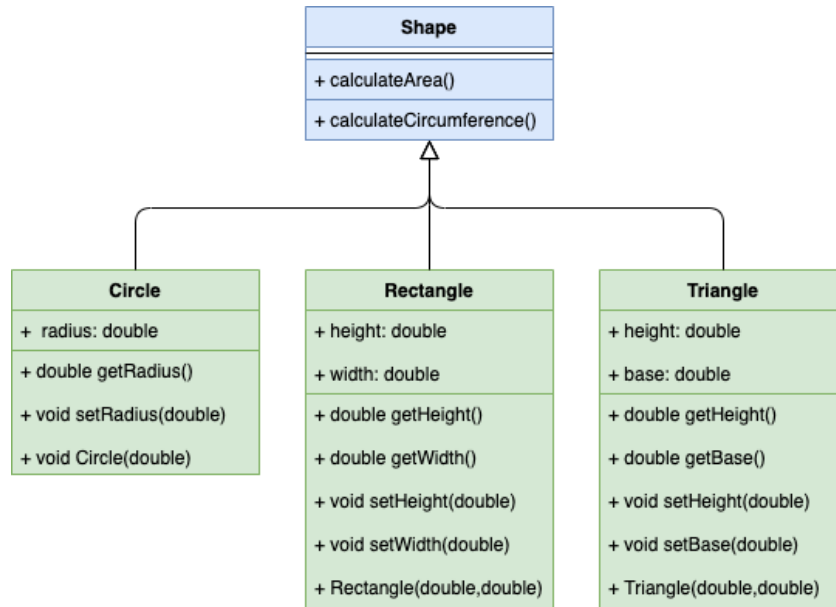 Shape
+ calculateArea()
+ calculateCircumference()
Circle
+ radius: double
+ double getRadius()
+ void setRadius(double)
+ void Circle(double)
Rectangle
+ height: double
+ width: double
+ double getHeight()
+ double getWidth()
+ void setHeight(double)
+ void setWidth(double)
+ Rectangle(double,double)
Triangle
+ height: double
+ base: double
+ double getHeight()
+ double getBase()
+ void setHeight(double)
+ void setBase(double)
+ Triangle(double,double)